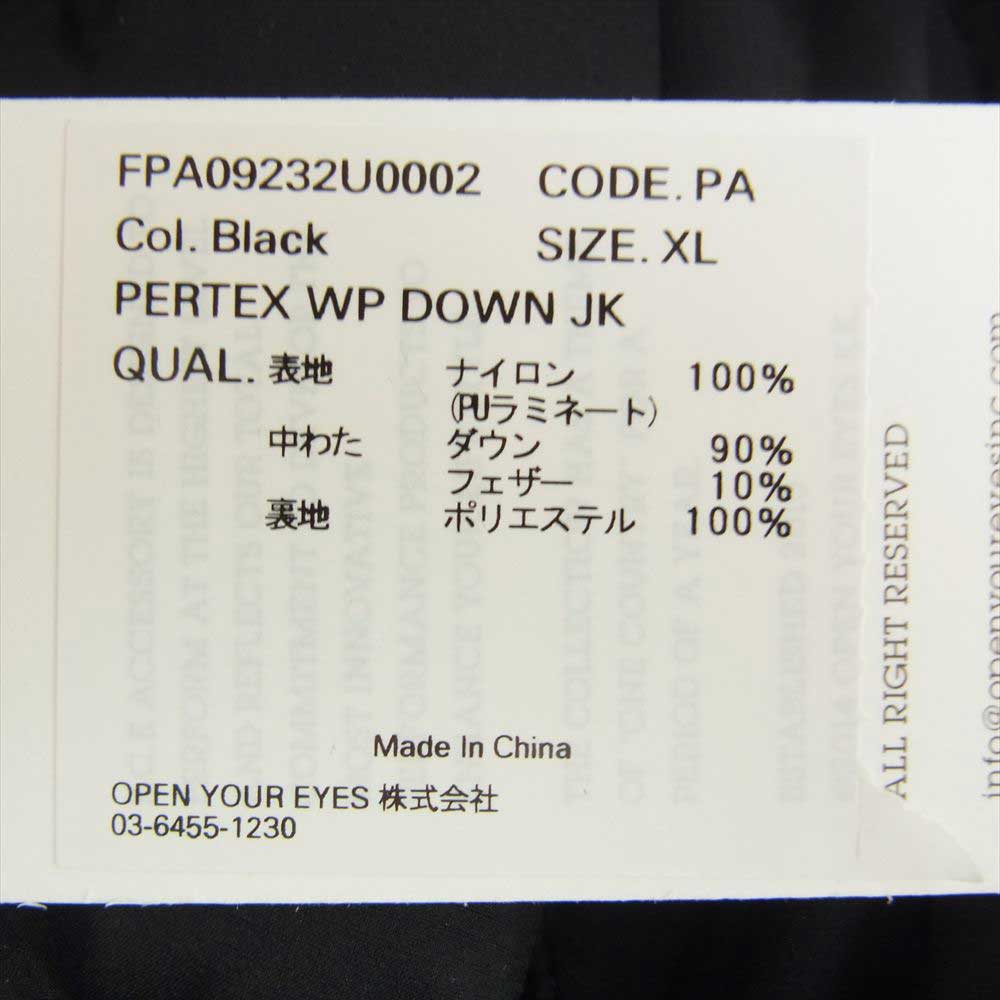 FPA09232U0002 CODE. PA
Col. Black SIZE. XL
PERTEX WP DOWN JK
QUAL. 表地 ナイロン 100%
(PUラミネート)
中わた ダウン 90%
フェザー 10%
裏地 ポリエステル 100%
Made In China
OPEN YOUR EYES 株式会社
03-6455-1230
ALL RIGHT RESERVED
info@openyoureyesinc.com